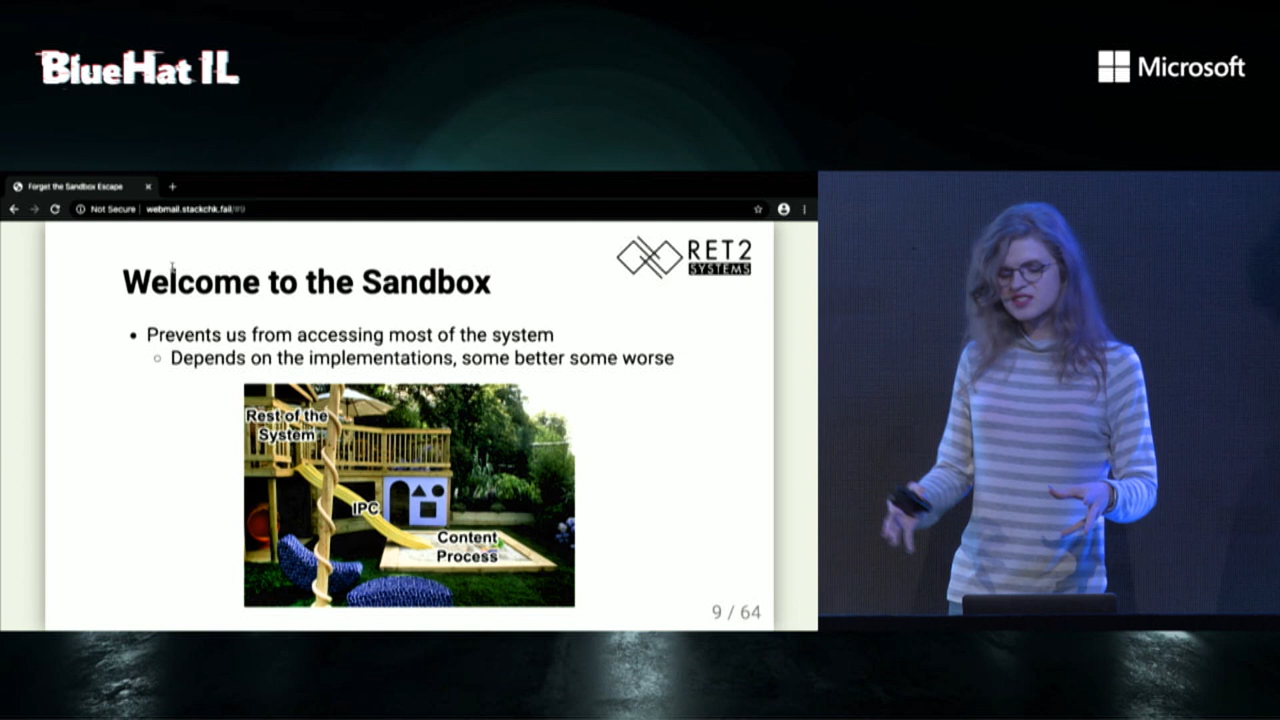 BlueHat IL
Microsoft
Forget the Sandbox Escape
Not Secure
webmail.stackchk.fail/#9
RET2
SYSTEMS
Welcome to the Sandbox
Prevents us from accessing most of the system
Depends on the implementations, some better some worse
Rest of the
System
IPC
Content
Process
9 / 64